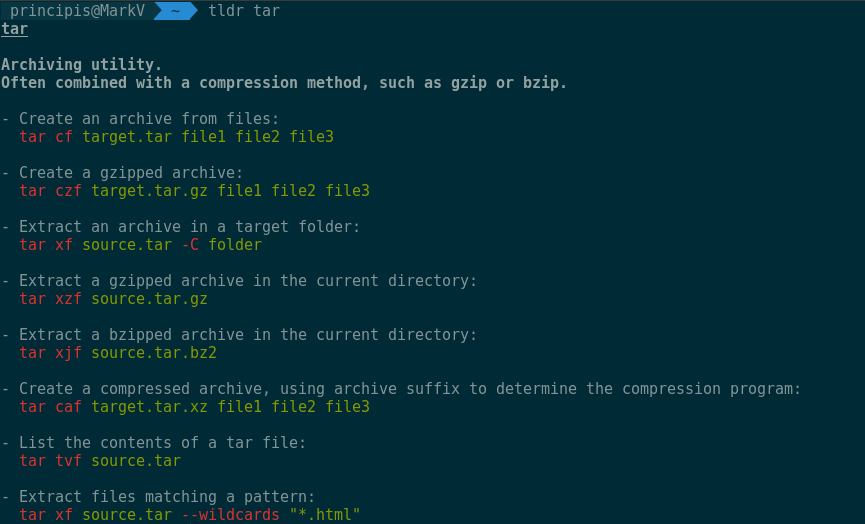 principis@MarkV ~ tldr tar
tar
Archiving utility.
Often combined with a compression method, such as gzip or bzip.
- Create an archive from files:
tar cf target.tar file1 file2 file3
- Create a gzipped archive:
tar czf target.tar.gz file1 file2 file3
- Extract an archive in a target folder:
tar xf source.tar -C folder
- Extract a gzipped archive in the current directory:
tar xzf source.tar.gz
- Extract a bzipped archive in the current directory:
tar xjf source.tar.bz2
- Create a compressed archive, using archive suffix to determine the compression program:
tar caf target.tar.xz file1 file2 file3
- List the contents of a tar file:
tar tvf source.tar
- Extract files matching a pattern:
tar xf source.tar --wildcards "*.html"